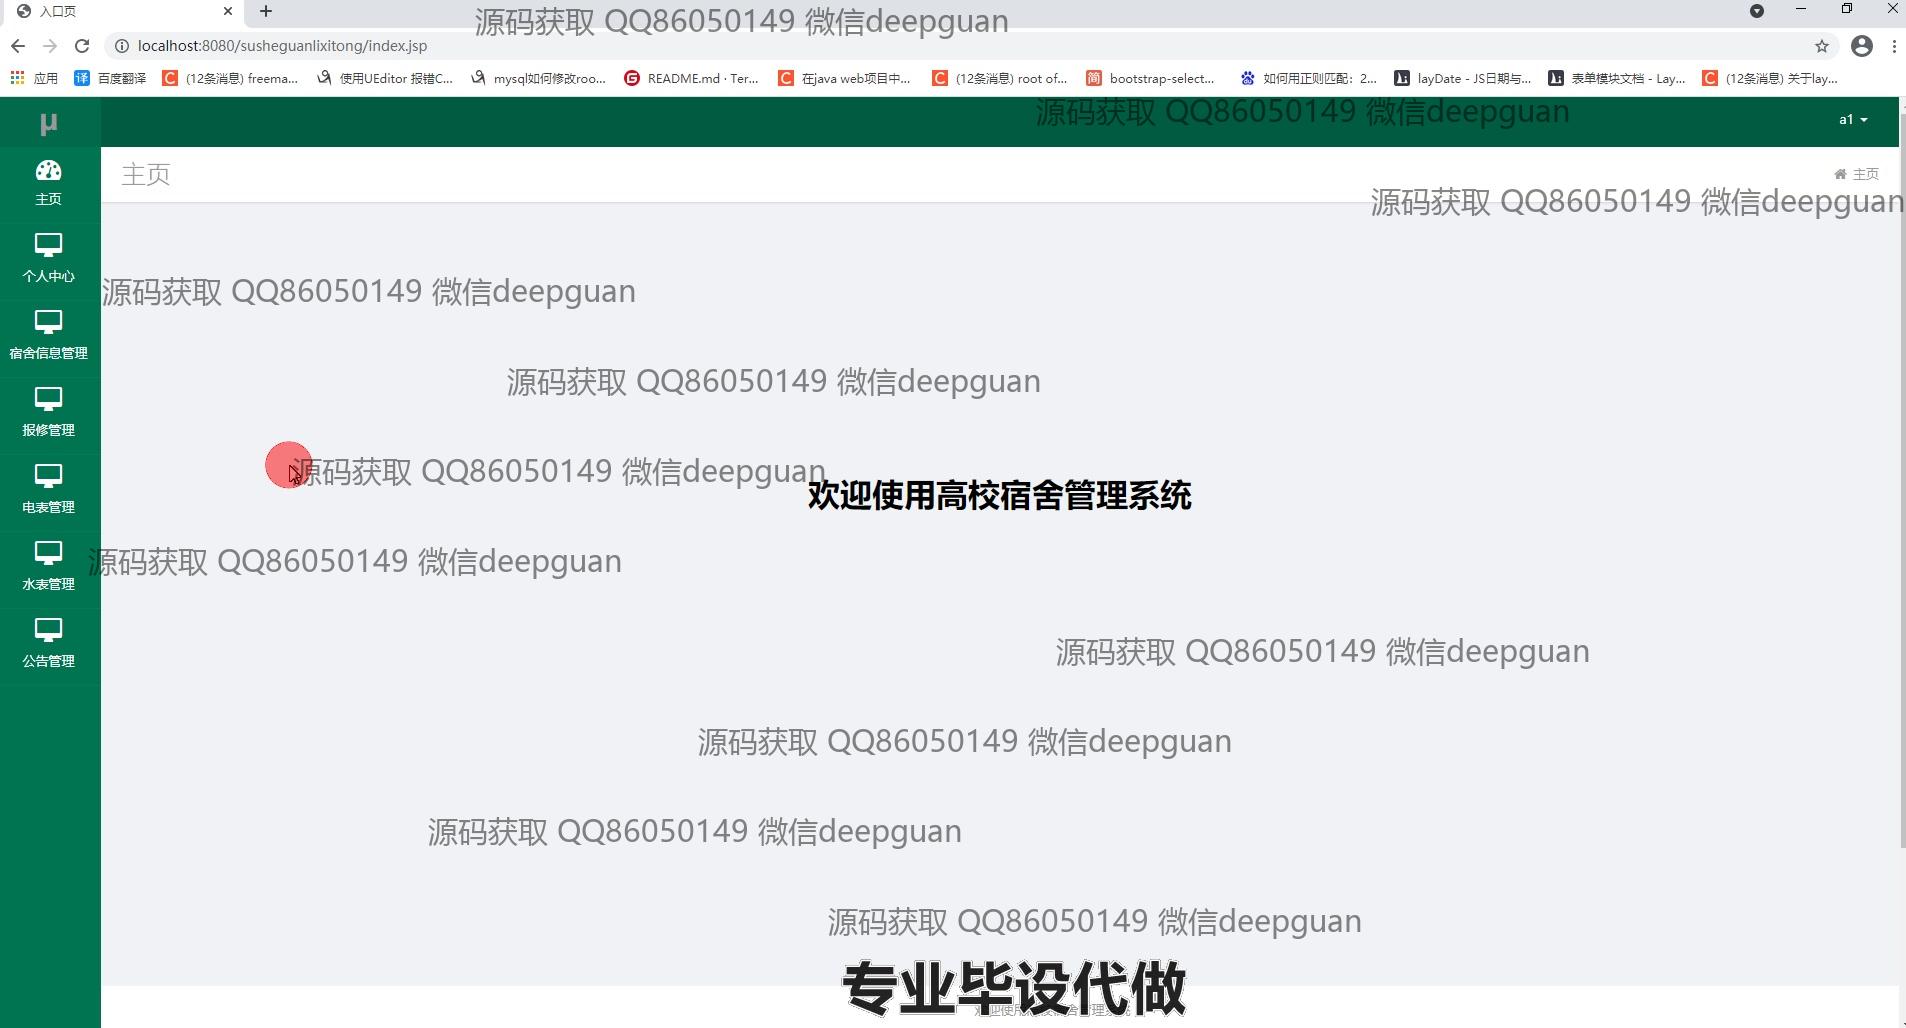 入口页
源码获取 QQ86050149 微信deepguan
localhost:8080/susheguanlixitong/index.jsp
应用 百度翻译 (12条消息) freema... 使用UEditor 报错C... mysql如何修改roo... README.md · Ter... 在java web项目中... (12条消息) root of... bootstrap-select... 如何用正则匹配：2... layDate - JS日期与... 表单模块文档 - Lay... (12条消息) 关于lay...
μ
源码获取 QQ86050149 微信deepguan
a1
主页
主页
主页
源码获取 QQ86050149 微信deepguan
个人中心
源码获取 QQ86050149 微信deepguan
宿舍信息管理
源码获取 QQ86050149 微信deepguan
报修管理
源码获取 QQ86050149 微信deepguan
欢迎使用高校宿舍管理系统
电表管理
源码获取 QQ86050149 微信deepguan
水表管理
源码获取 QQ86050149 微信deepguan
公告管理
源码获取 QQ86050149 微信deepguan
源码获取 QQ86050149 微信deepguan
源码获取 QQ86050149 微信deepguan
专业毕设代做